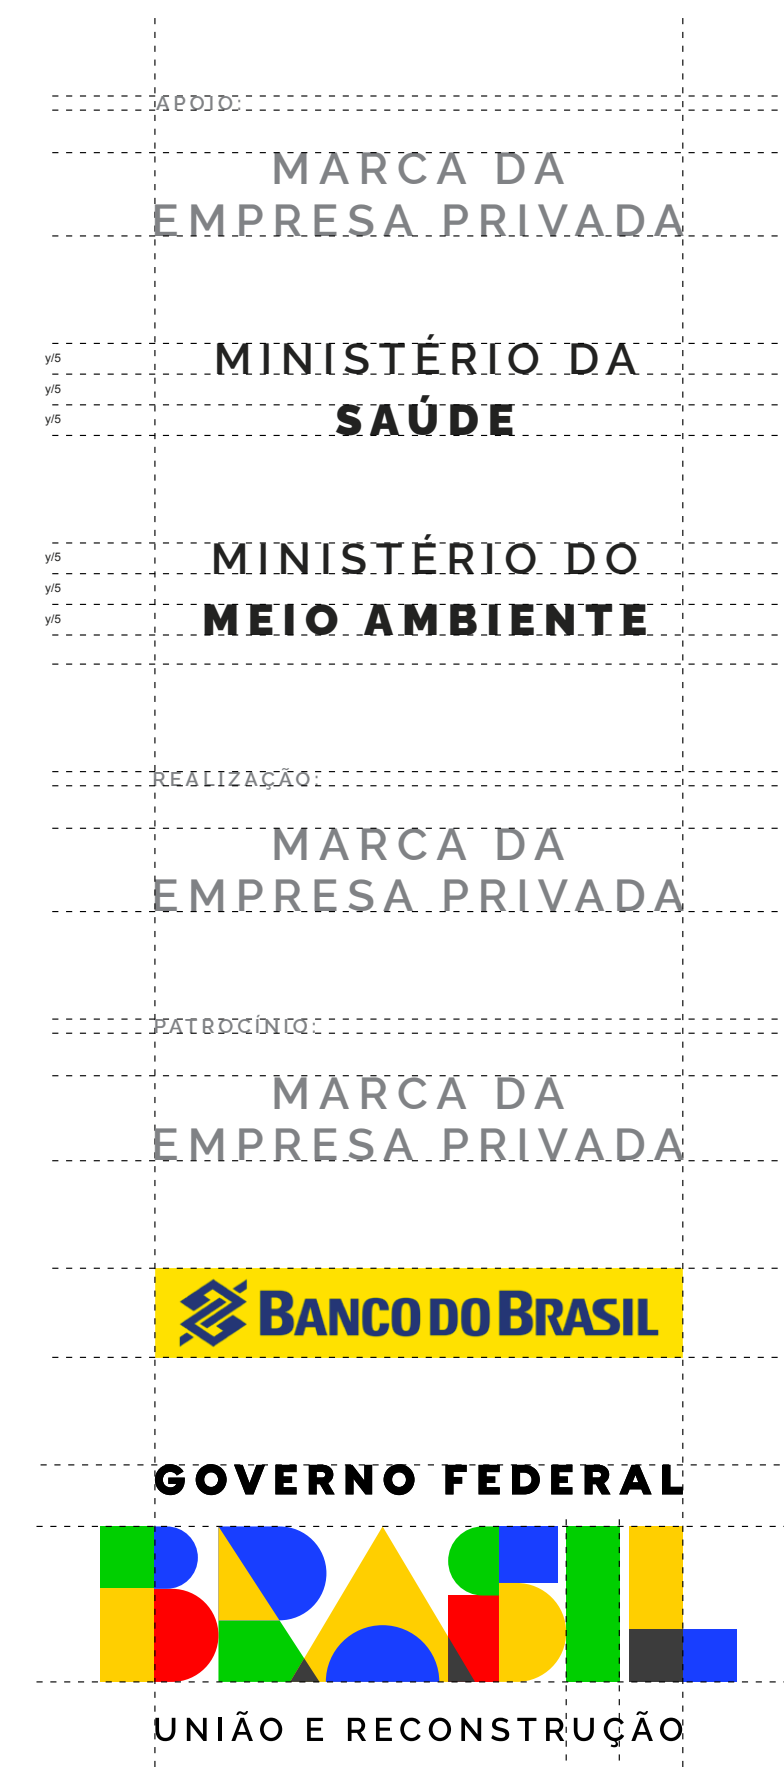 APOIO:
MARCA DA
EMPRESA PRIVADA
y/5
MINISTÉRIO DA
y/5
y/5
SAÚDE
y/5
MINISTÉRIO DO
y/5
y/5
MEIO AMBIENTE
REALIZAÇÃO:
MARCA DA
EMPRESA PRIVADA
PATROCÍNIO:
MARCA DA
EMPRESA PRIVADA
BANCO DO BRASIL
GOVERNO FEDERAL
BRASIL
UNIÃO E RECONSTRUÇÃO